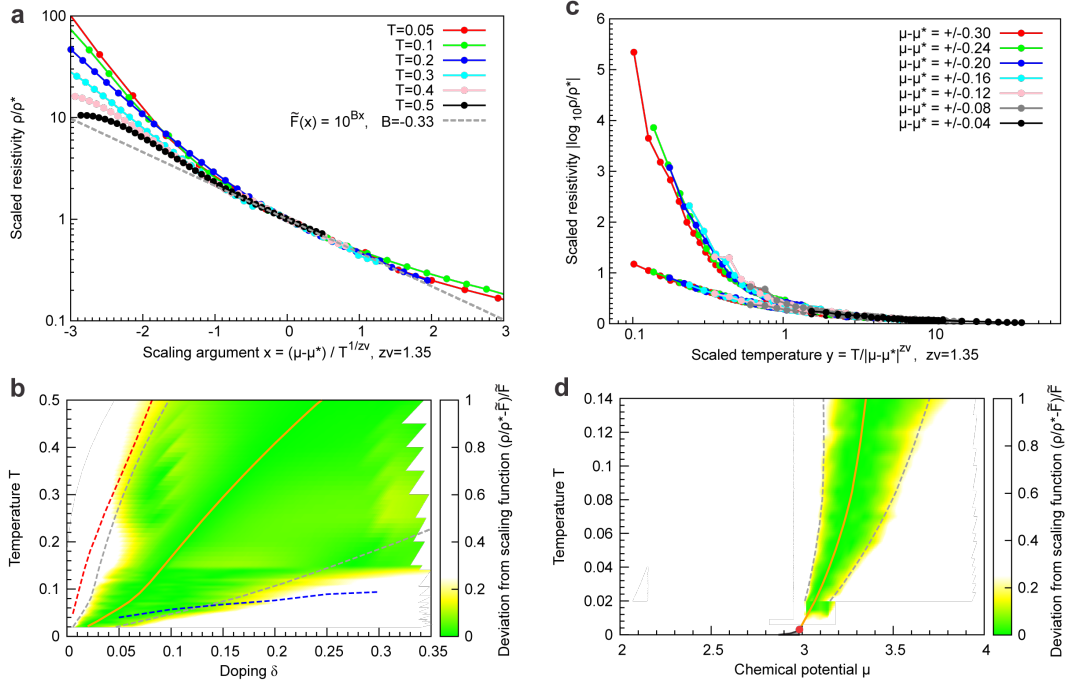 a
Scaled resistivity ρ/ρ*
100
10
1
0.1
T=0.05
T=0.1
T=0.2
T=0.3
T=0.4
T=0.5
F̃(x) = 10^Bx, B=-0.33
-3 -2 -1 0 1 2 3
Scaling argument x = (μ-μ*) / T^1/zν, zν=1.35
c
Scaled resistivity |log 10ρ/ρ*|
6
5
4
3
2
1
0
μ-μ* = +/-0.30
μ-μ* = +/-0.24
μ-μ* = +/-0.20
μ-μ* = +/-0.16
μ-μ* = +/-0.12
μ-μ* = +/-0.08
μ-μ* = +/-0.04
0.1 1 10
Scaled temperature y = T/|μ-μ*|^zν, zν=1.35
b
Temperature T
0.5
0.4
0.3
0.2
0.1
0
0 0.05 0.1 0.15 0.20 0.25 0.30 0.35
Doping δ
1
0.8
0.6
0.4
0.2
0
Deviation from scaling function (ρ/ρ*-F̃)/F̃
d
Temperature T
0.14
0.12
0.1
0.08
0.06
0.04
0.02
0
2 2.5 3 3.5 4
Chemical potential μ
1
0.8
0.6
0.4
0.2
0
Deviation from scaling function (ρ/ρ*-F̃)/F̃